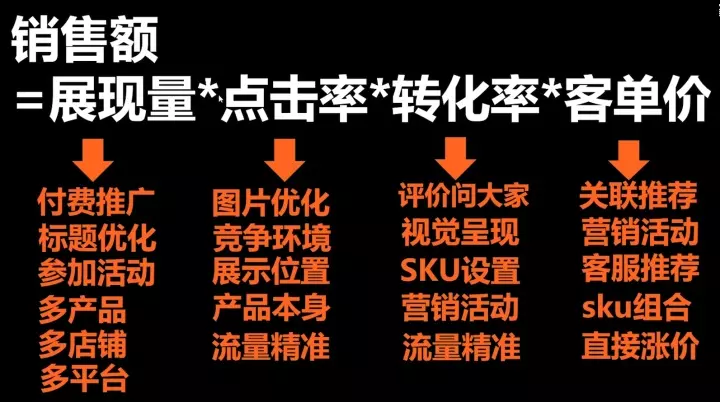 销售额
=展现量*点击率*转化率*客单价
付费推广
标题优化
参加活动
多产品
多店铺
多平台
图片优化
竞争环境
展示位置
产品本身
流量精准
评价问大家
视觉呈现
SKU设置
营销活动
流量精准
关联推荐
营销活动
客服推荐
sku组合
直接涨价